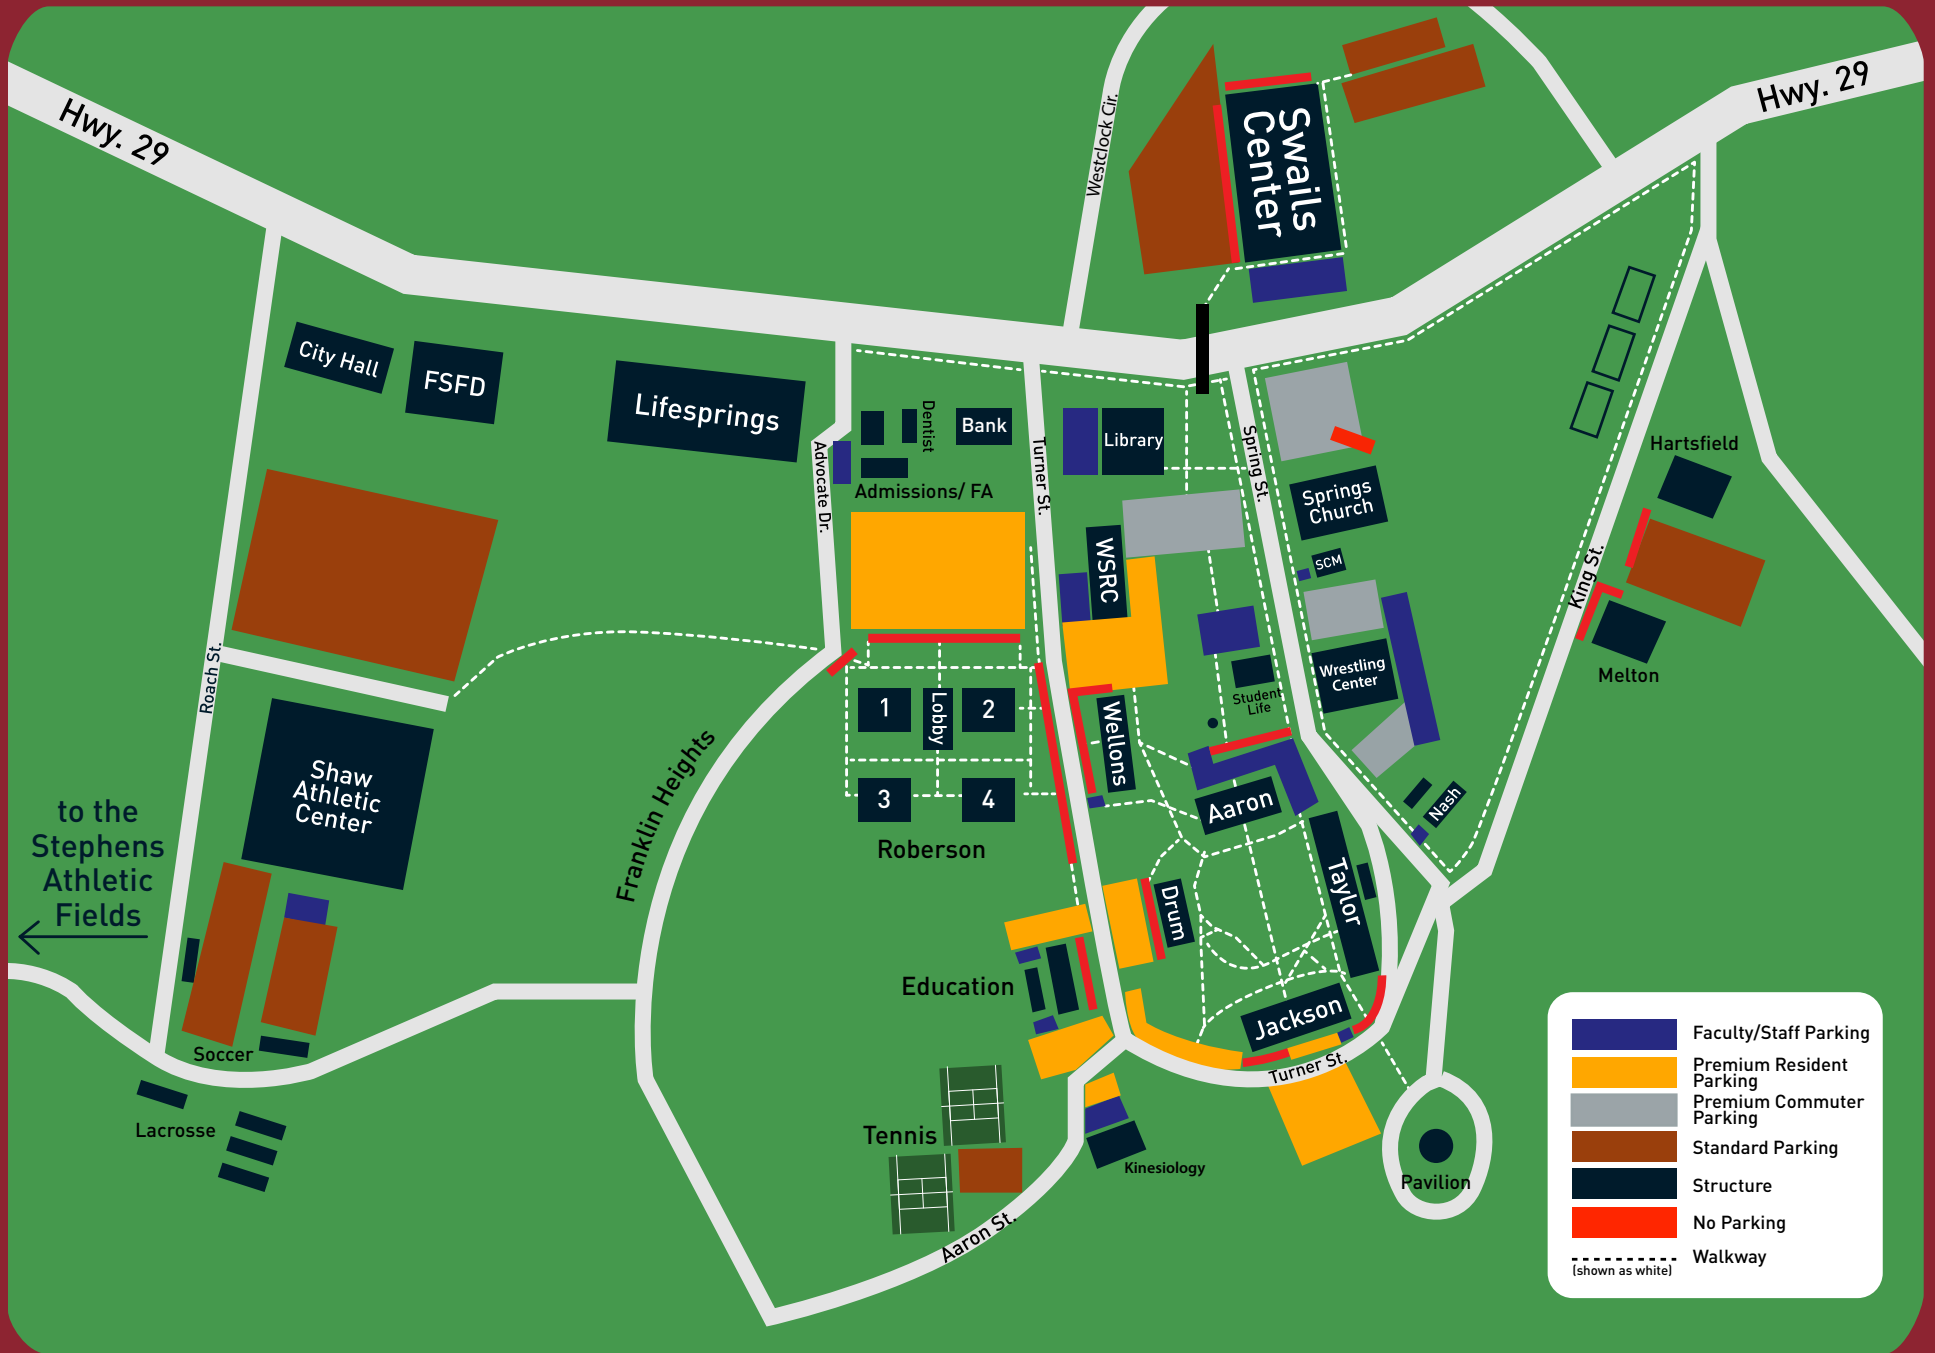 Hwy. 29
Hwy. 29
Westclock Cir.
Swails
Center
City Hall
FSFD
Lifesprings
Dentist
Bank
Library
Admissions/ FA
Advocate Dr.
Turner St.
Spring St.
Springs
Church
SCM
WSRC
Hartsfield
King St.
Melton
Wrestling
Center
Student
Life
Roach St.
1
Lobby
2
3
4
Roberson
Wellons
Aaron
Nash
Taylor
Drum
Franklin Heights
Shaw
Athletic
Center
to the
Stephens
Athletic
Fields
Education
Jackson
Turner St.
Soccer
Lacrosse
Tennis
Kinesiology
Pavilion
Aaron St.
Faculty/Staff Parking
Premium Resident
Parking
Premium Commuter
Parking
Standard Parking
Structure
No Parking
Walkway
(shown as white)